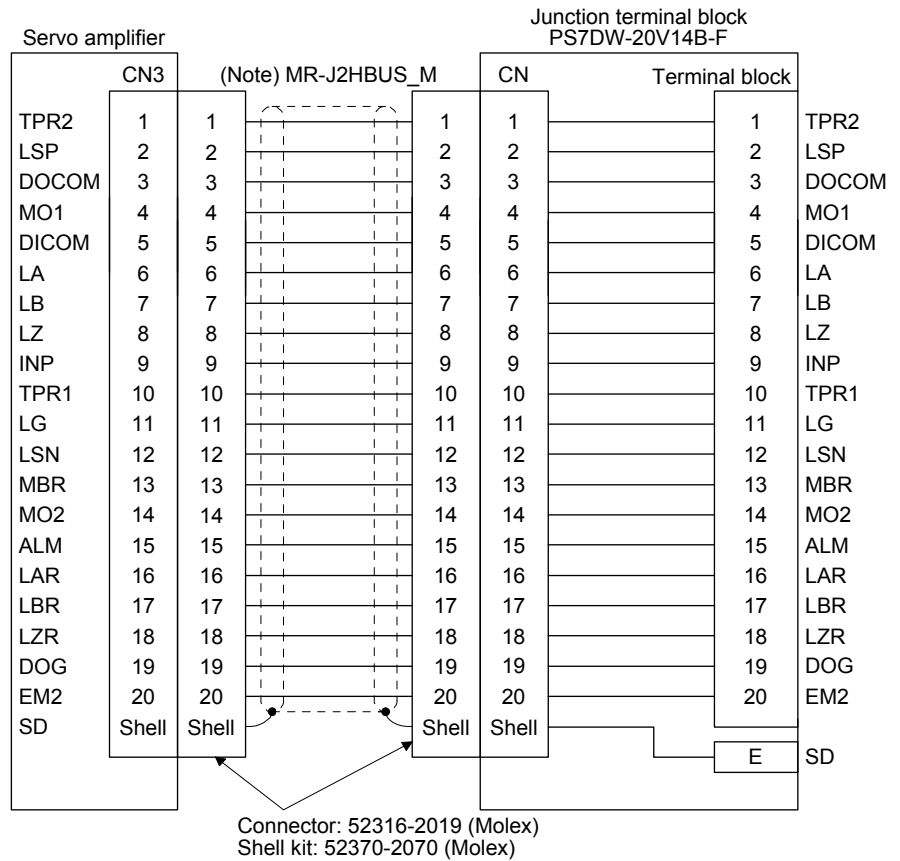 Junction terminal block
PS7DW-20V14B-F
Servo amplifier
CN3 (Note) MR-J2HBUS_M CN Terminal block
TPR2 1 1 1 1 1 TPR2
LSP 2 2 2 2 2 LSP
DOCOM 3 3 3 3 3 DOCOM
MO1 4 4 4 4 4 MO1
DICOM 5 5 5 5 5 DICOM
LA 6 6 6 6 6 LA
LB 7 7 7 7 7 LB
LZ 8 8 8 8 8 LZ
INP 9 9 9 9 9 INP
TPR1 10 10 10 10 10 TPR1
LG 11 11 11 11 11 LG
LSN 12 12 12 12 12 LSN
MBR 13 13 13 13 13 MBR
MO2 14 14 14 14 14 MO2
ALM 15 15 15 15 15 ALM
LAR 16 16 16 16 16 LAR
LBR 17 17 17 17 17 LBR
LZR 18 18 18 18 18 LZR
DOG 19 19 19 19 19 DOG
EM2 20 20 20 20 20 EM2
SD Shell Shell Shell Shell
E SD
Connector: 52316-2019 (Molex)
Shell kit: 52370-2070 (Molex)